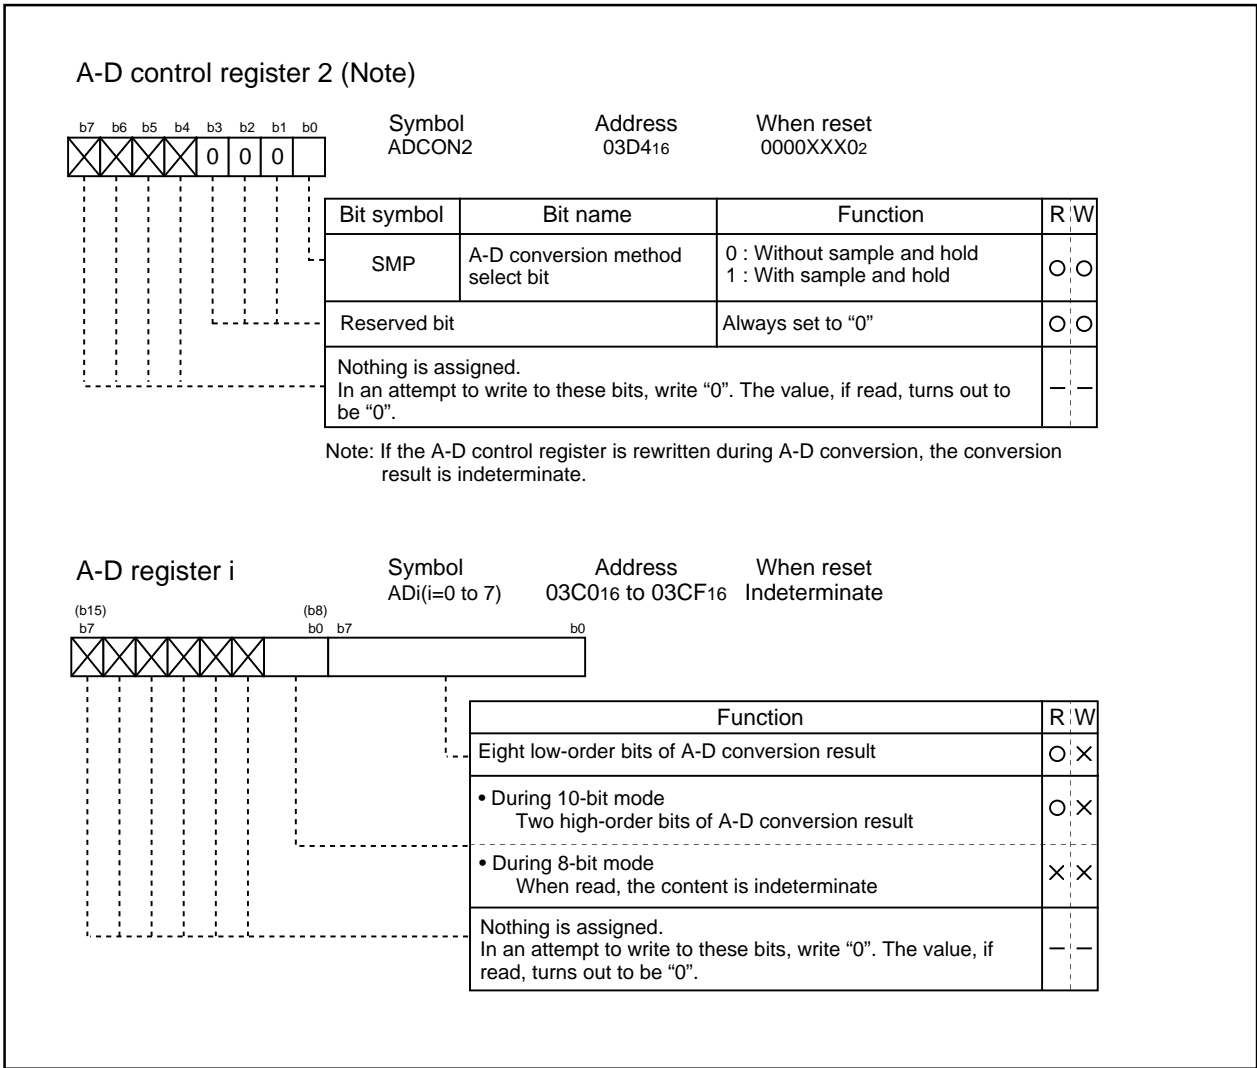 A-D control register 2 (Note)
b7 b6 b5 b4 b3 b2 b1 b0
0 0 0
Symbol Address When reset
ADCON2 03D416 0000XXX02
Bit symbol Bit name Function R W
SMP
A-D conversion method
select bit
0 : Without sample and hold
1 : With sample and hold
Reserved bit Always set to “0”
Nothing is assigned.
In an attempt to write to these bits, write “0”. The value, if read, turns out to
be “0”.
Note: If the A-D control register is rewritten during A-D conversion, the conversion
result is indeterminate.
A-D register i
Symbol Address When reset
ADi(i=0 to 7) 03C016 to 03CF16 Indeterminate
(b15) (b8)
b7 b0 b7 b0
Function R W
Eight low-order bits of A-D conversion result
• During 10-bit mode
Two high-order bits of A-D conversion result
• During 8-bit mode
When read, the content is indeterminate
Nothing is assigned.
In an attempt to write to these bits, write “0”. The value, if
read, turns out to be “0”.